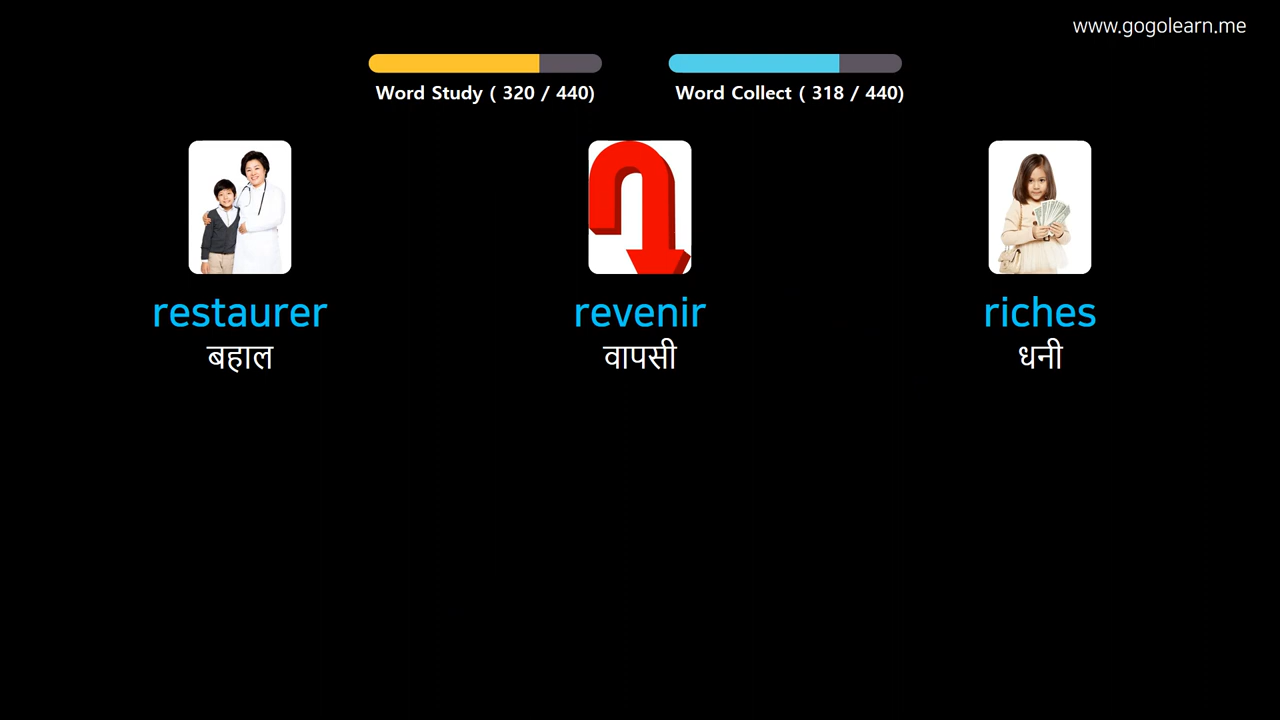 www.gogolearn.me
Word Study ( 320 / 440)
Word Collect ( 318 / 440)
restaurer
revenir
riches
बहाल
वापसी
धनी